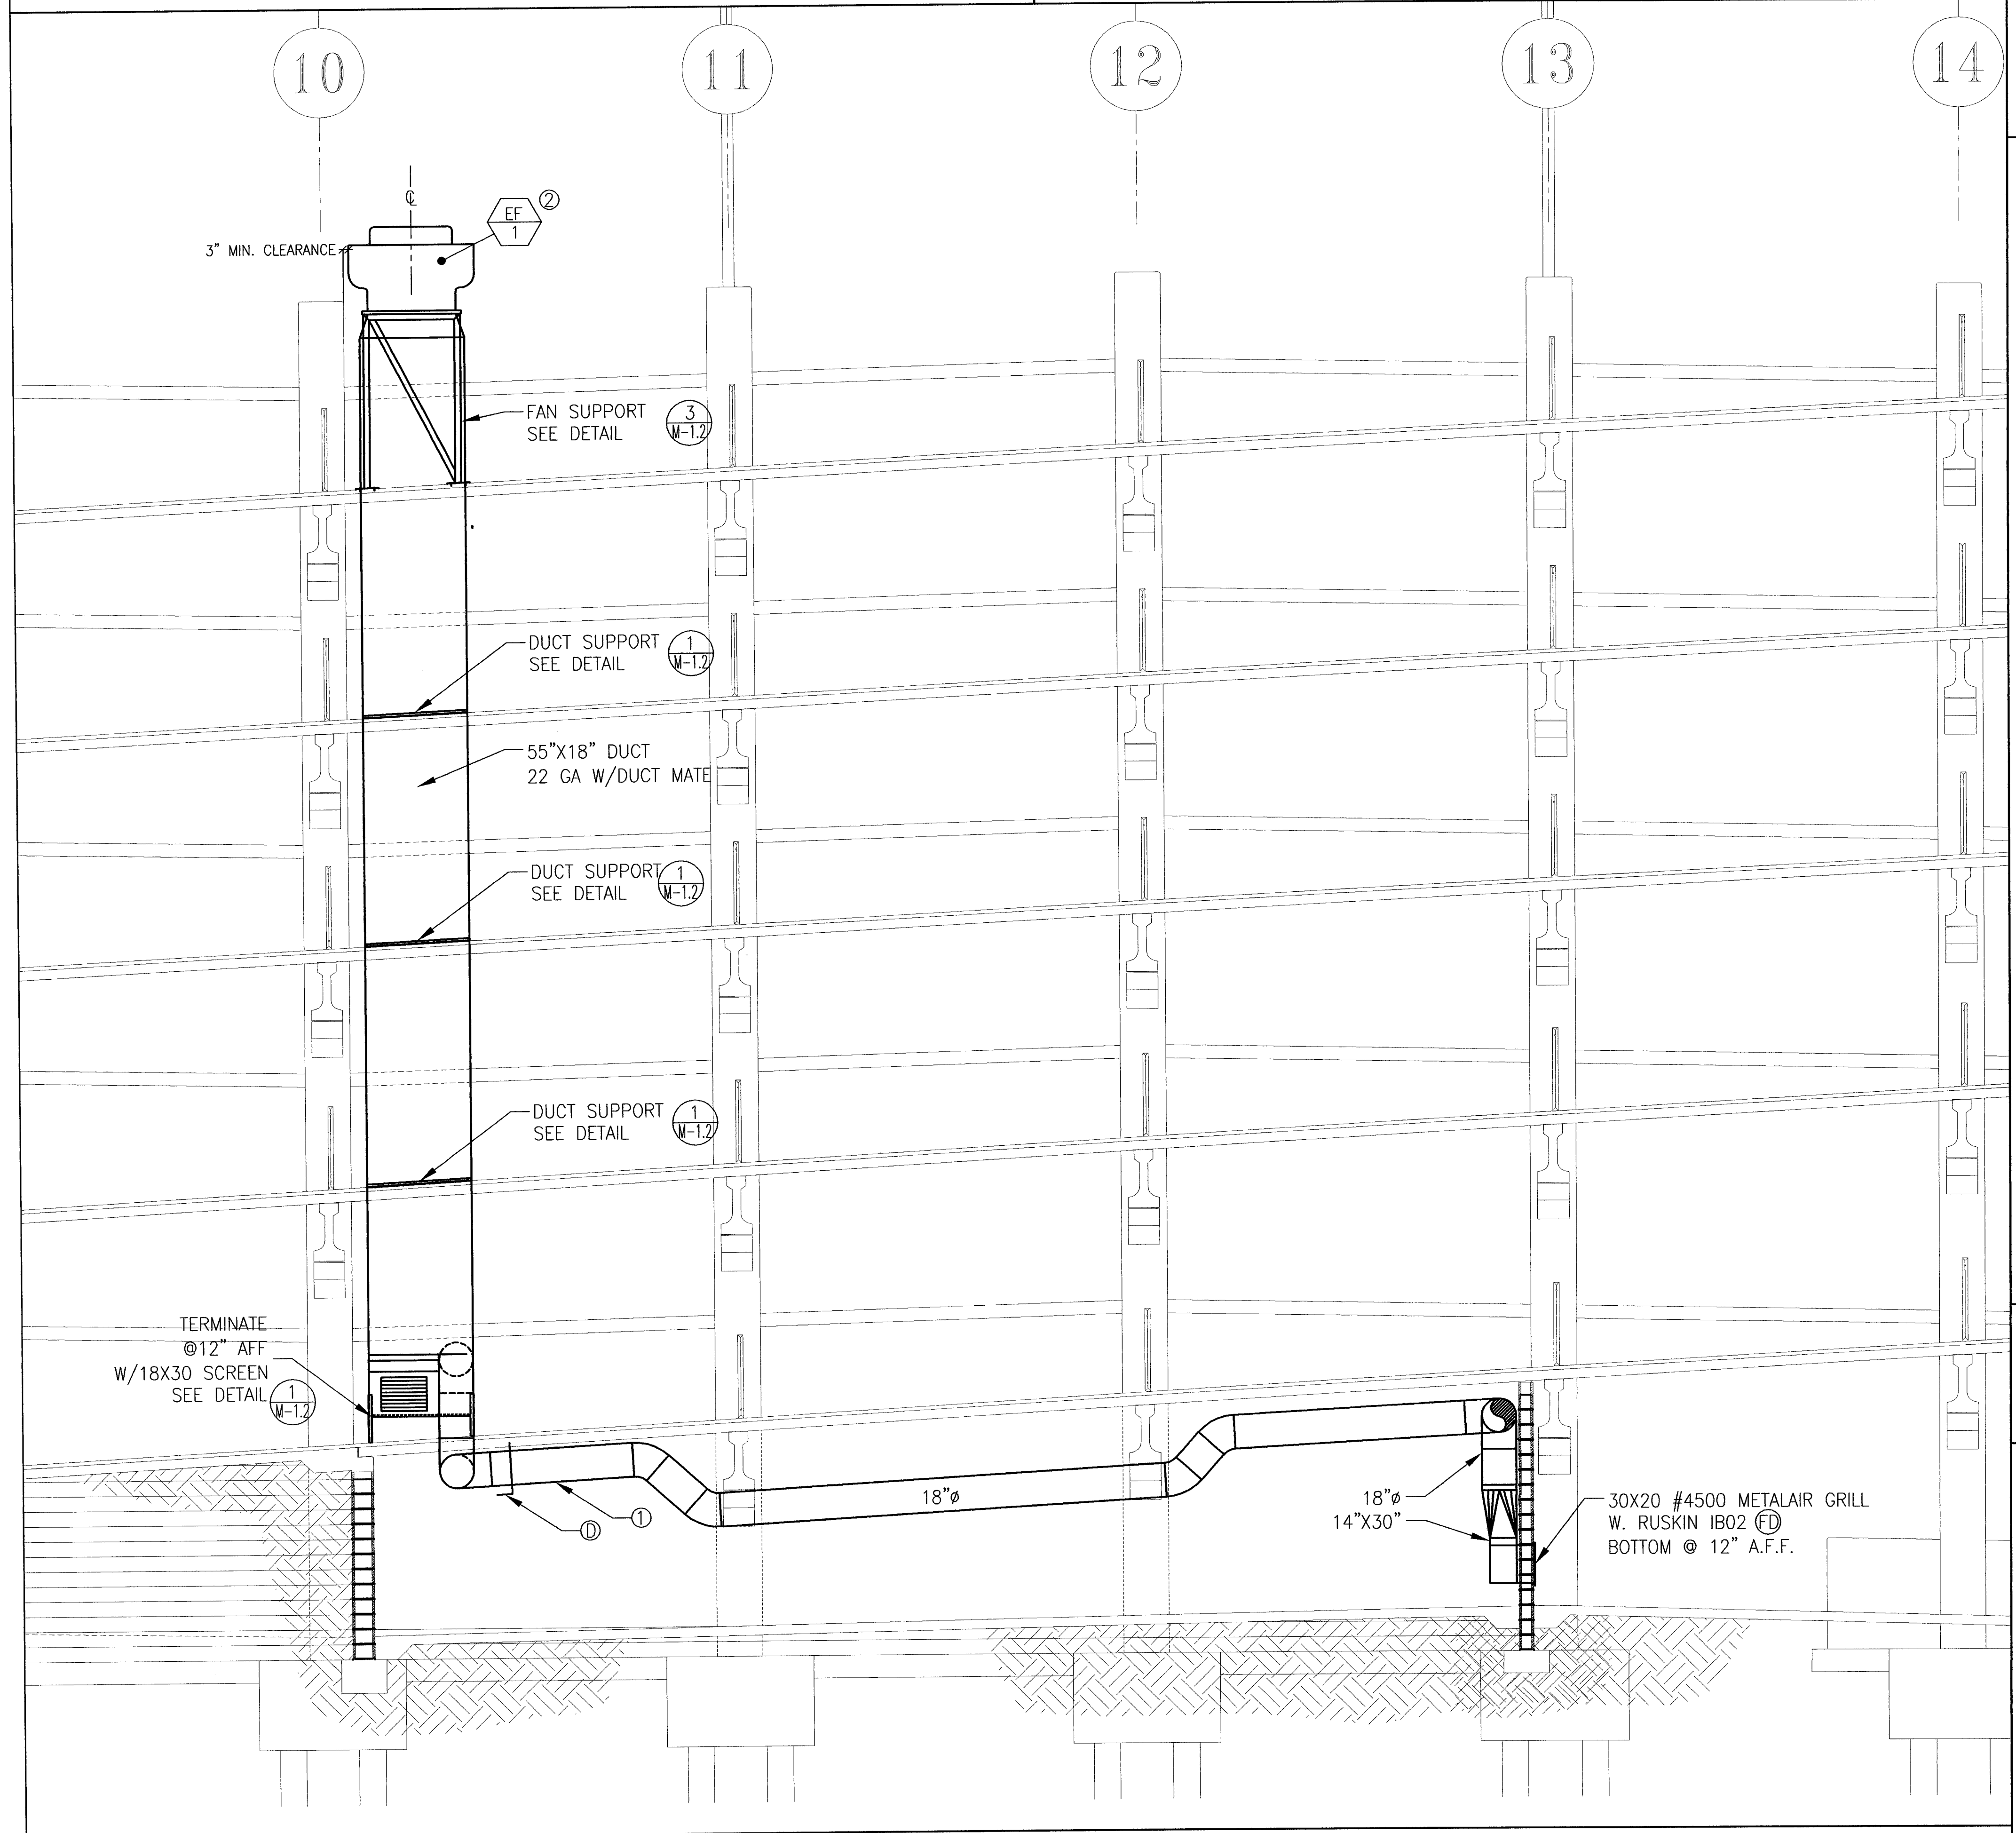 10
11
12
13
14
℄
EF
1
2
3" MIN. CLEARANCE
FAN SUPPORT
SEE DETAIL
3
M-1.2
DUCT SUPPORT
SEE DETAIL
1
M-1.2
55"X18" DUCT
22 GA W/DUCT MATE
DUCT SUPPORT
SEE DETAIL
1
M-1.2
DUCT SUPPORT
SEE DETAIL
1
M-1.2
TERMINATE
@12" AFF
W/18X30 SCREEN
SEE DETAIL
1
M-1.2
D
1
18"ø
18"ø
14"X30"
30X20 #4500 METALAIR GRILL
W. RUSKIN IB02 FD
BOTTOM @ 12" A.F.F.